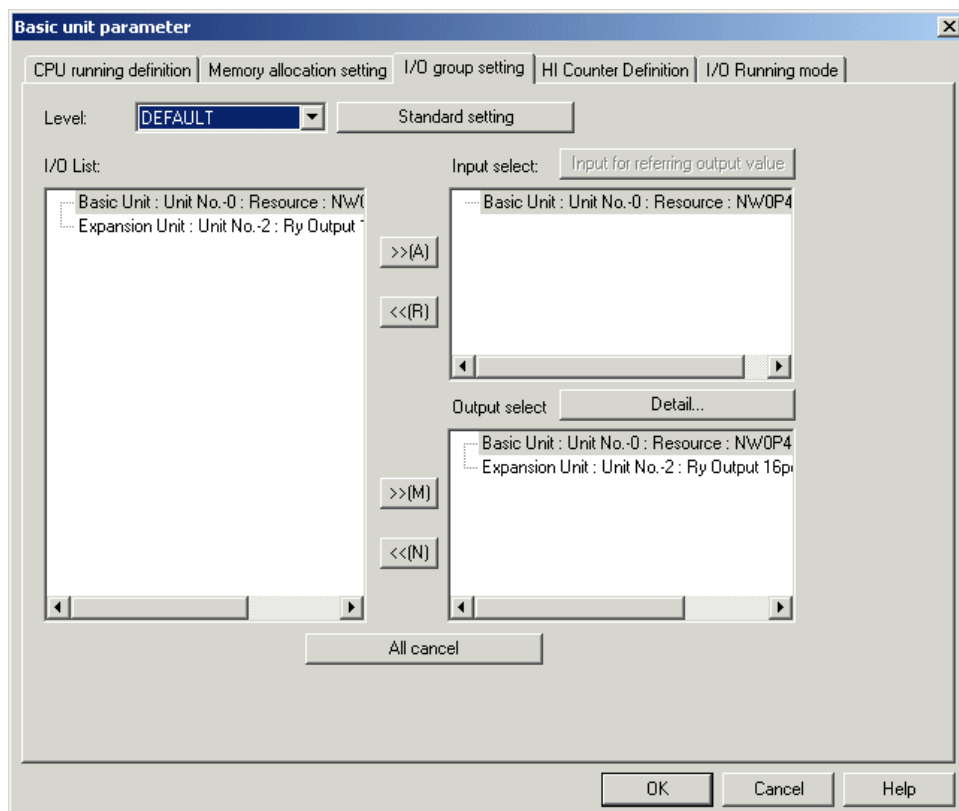 Basic unit parameter
CPU running definition
Memory allocation setting
I/O group setting
HI Counter Definition
I/O Running mode
Level:
DEFAULT
Standard setting
I/O List:
Input select:
Input for referring output value
Basic Unit : Unit No.-0 : Resource :
Expansion Unit : Unit No.-2 : Ry Output
Basic Unit : Unit No.-0 : Resource : NW0P4
>>(A)
<<(R)
Output select
Detail...
Basic Unit : Unit No.-0 : Resource : NW0P4
Expansion Unit : Unit No.-2 : Ry Output
>>(M)
<<(N)
All cancel
OK
Cancel
Help